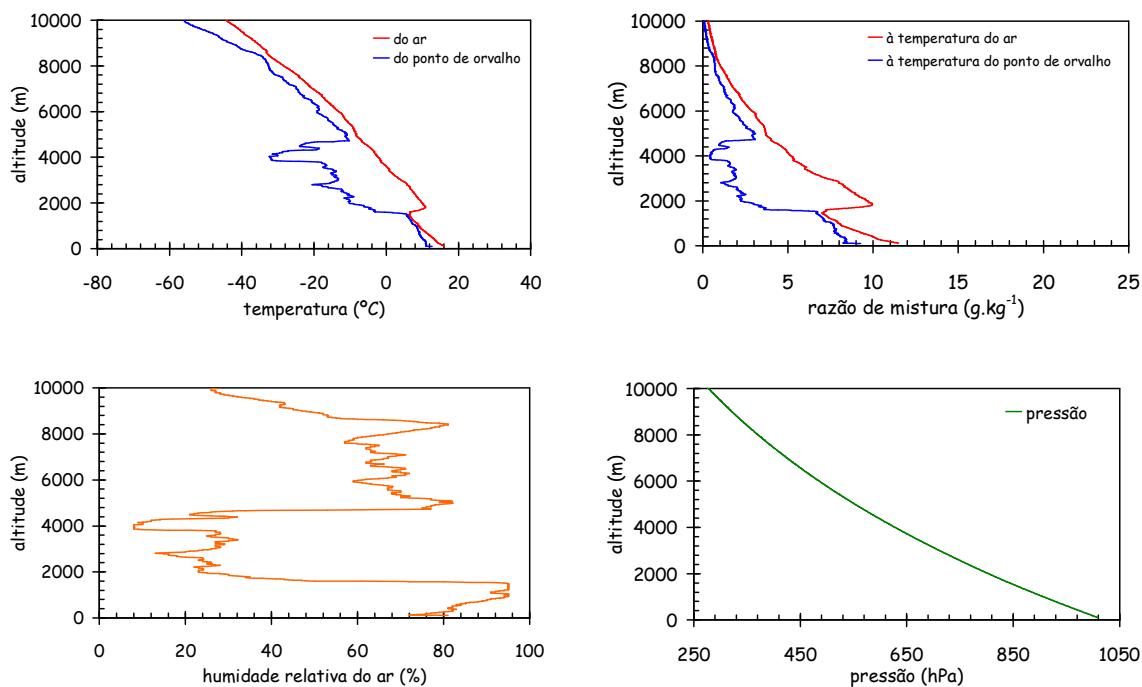 10000
8000
6000
4000
2000
0
altitude (m)
do ar
do ponto de orvalho
-80 -60 -40 -20 0 20 40
temperatura (ºC)
10000
8000
6000
4000
2000
0
altitude (m)
à temperatura do ar
à temperatura do ponto de orvalho
0 5 10 15 20 25
razão de mistura (g.kg⁻¹)
10000
8000
6000
4000
2000
0
altitude (m)
0 20 40 60 80 100
humidade relativa do ar (%)
10000
8000
6000
4000
2000
0
altitude (m)
pressão
250 450 650 850 1050
pressão (hPa)